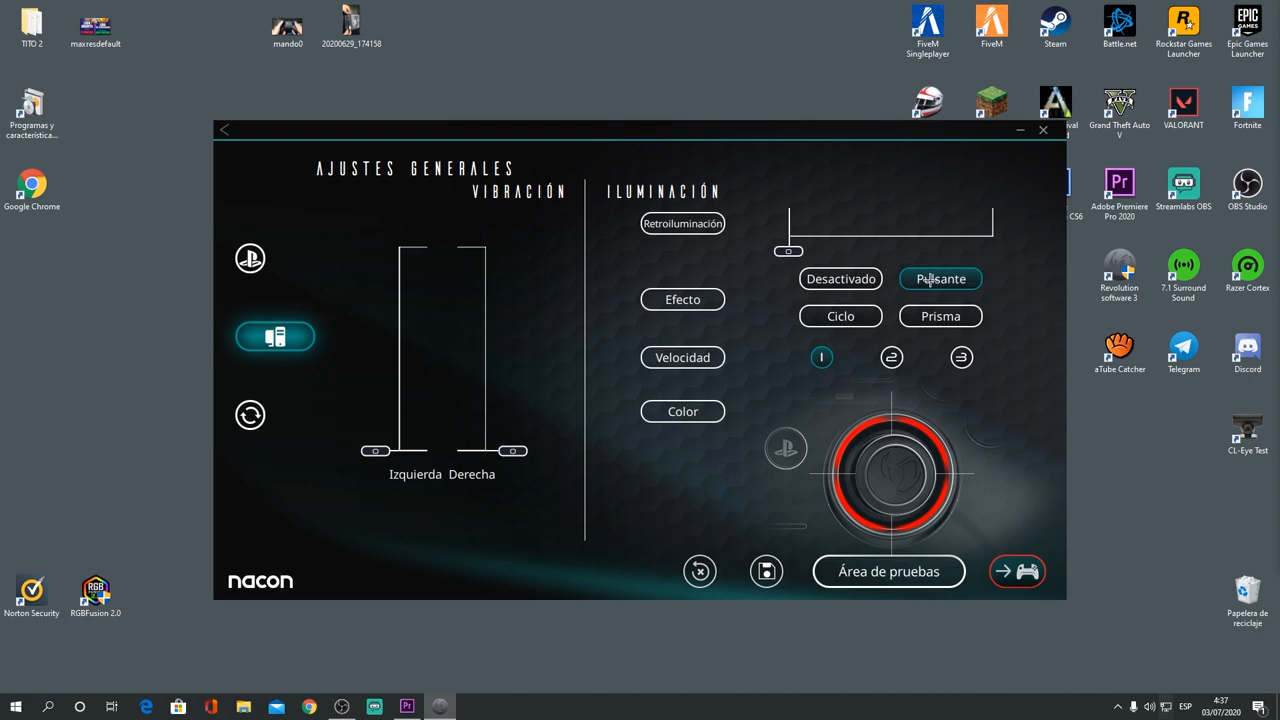 TITO 2
maxresdefault
mando0
20200629_174158
FiveM
Singleplayer
FiveM
Steam
Battle.net
Rockstar Games
Launcher
Epic Games
Launcher
Programas y
característica...
Grand Theft Auto
V
VALORANT
Fortnite
Google Chrome
Adobe Premiere
Pro 2020
Streamlabs OBS
OBS Studio
Revolution
software 3
7.1 Surround
Sound
Razer Cortex
aTube Catcher
Telegram
Discord
CL-Eye Test
Norton Security
RGBFusion 2.0
Papelera de
reciclaje
AJUSTES GENERALES
VIBRACIÓN
ILUMINACIÓN
Retroiluminación
Desactivado
Pulsante
Efecto
Ciclo
Prisma
Velocidad
1
2
3
Color
Izquierda
Derecha
nacon
Área de pruebas
ESP
4:37
03/07/2020